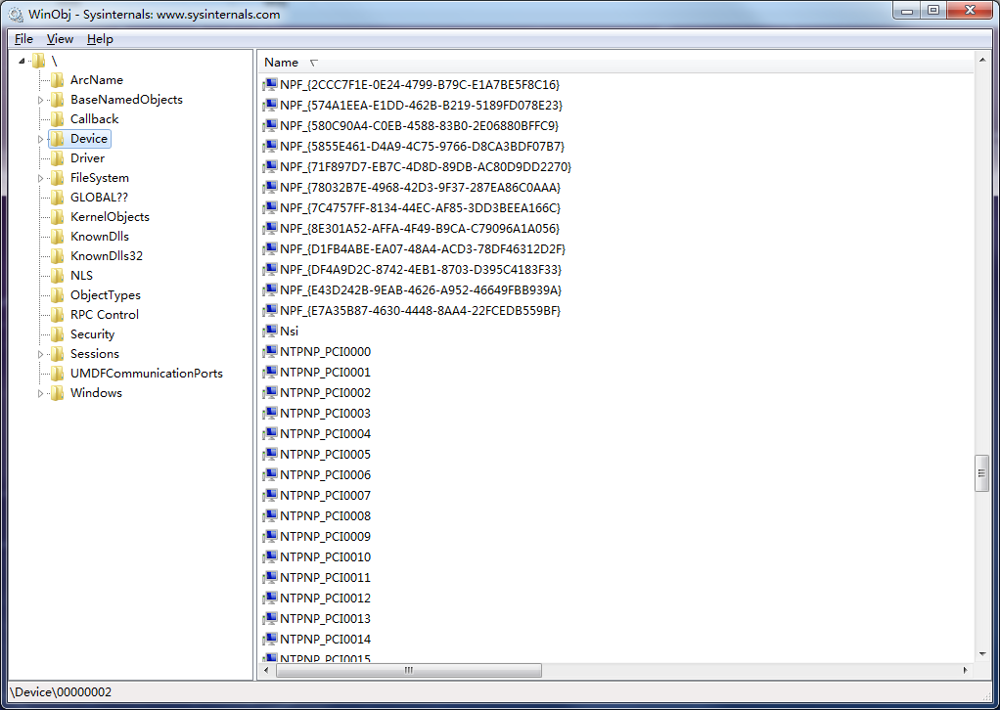 WinObj - Sysinternals: www.sysinternals.com
File View Help
\
ArcName
BaseNamedObjects
Callback
Device
Driver
FileSystem
GLOBAL??
KernelObjects
KnownDlls
KnownDlls32
NLS
ObjectTypes
RPC Control
Security
Sessions
UMDFCommunicationPorts
Windows
Name
NPF_{2CCC7F1E-0E24-4799-B79C-E1A7BE5F8C16}
NPF_{574A1EEA-E1DD-462B-B219-5189FD078E23}
NPF_{580C90A4-C0EB-4588-83B0-2E06880BFFC9}
NPF_{5855E461-D4A9-4C75-9766-D8CA3BDF07B7}
NPF_{71F897D7-EB7C-4D8D-89DB-AC80D9DD2270}
NPF_{78032B7E-4968-42D3-9F37-287EA86C0AAA}
NPF_{7C4757FF-8134-44EC-AF85-3DD3BEEA166C}
NPF_{8E301A52-AFFA-4F49-B9CA-C79096A1A056}
NPF_{D1FB4ABE-EA07-48A4-ACD3-78DF46312D2F}
NPF_{DF4A9D2C-8742-4EB1-8703-D395C4183F33}
NPF_{E43D242B-9EAB-4626-A952-46649FBB939A}
NPF_{E7A35B87-4630-4448-8AA4-22FCEDB559BF}
Nsi
NTPNP_PCI0000
NTPNP_PCI0001
NTPNP_PCI0002
NTPNP_PCI0003
NTPNP_PCI0004
NTPNP_PCI0005
NTPNP_PCI0006
NTPNP_PCI0007
NTPNP_PCI0008
NTPNP_PCI0009
NTPNP_PCI0010
NTPNP_PCI0011
NTPNP_PCI0012
NTPNP_PCI0013
NTPNP_PCI0014
NTPNP_PCI0015
\Device\00000002